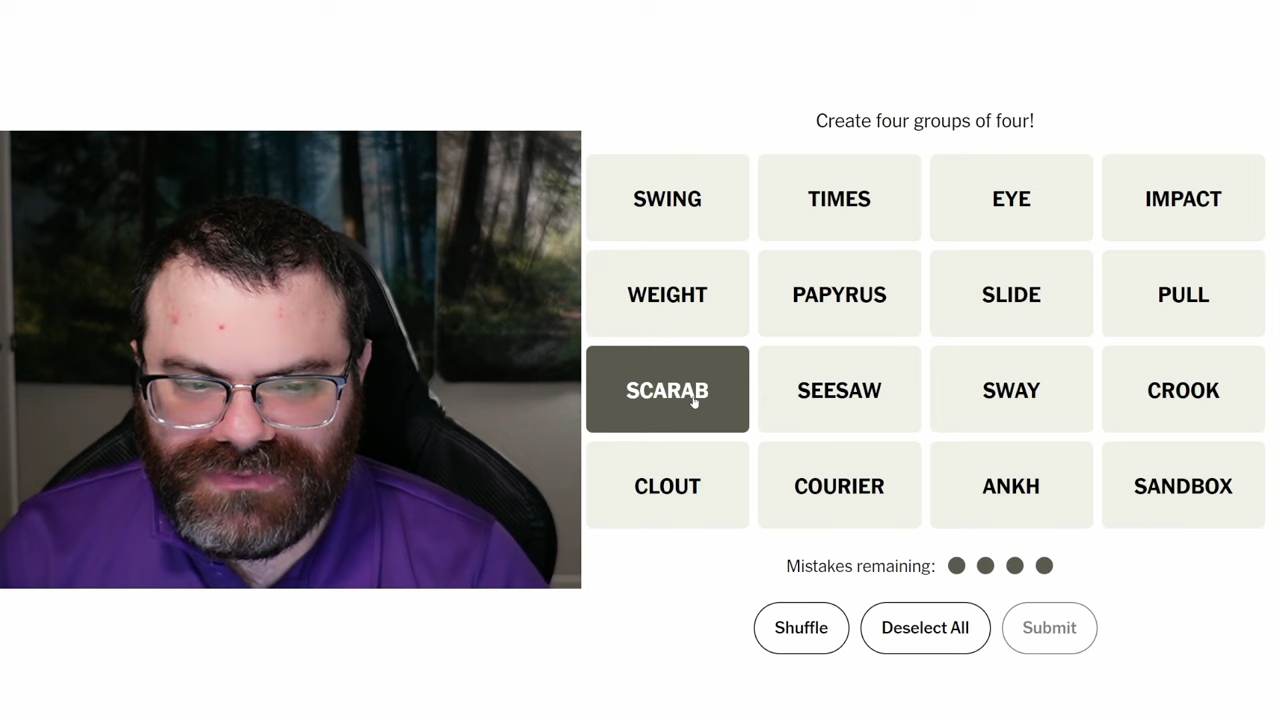 Create four groups of four!
SWING TIMES EYE IMPACT
WEIGHT PAPYRUS SLIDE PULL
SCARAB SEESAW SWAY CROOK
CLOUT COURIER ANKH SANDBOX
Mistakes remaining:
Shuffle Deselect All Submit